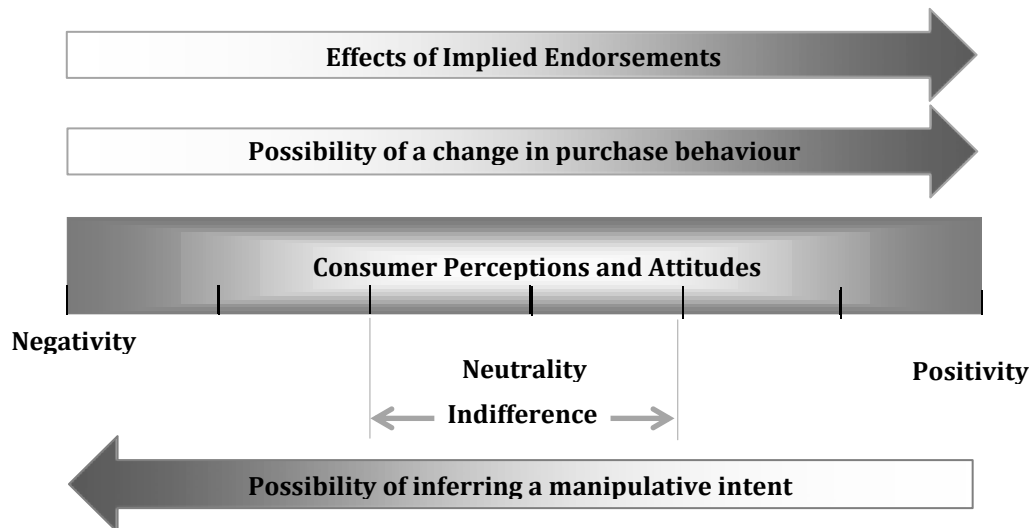 Effects of Implied Endorsements
Possibility of a change in purchase behaviour
Consumer Perceptions and Attitudes
Negativity
Neutrality
Positivity
Indifference
Possibility of inferring a manipulative intent